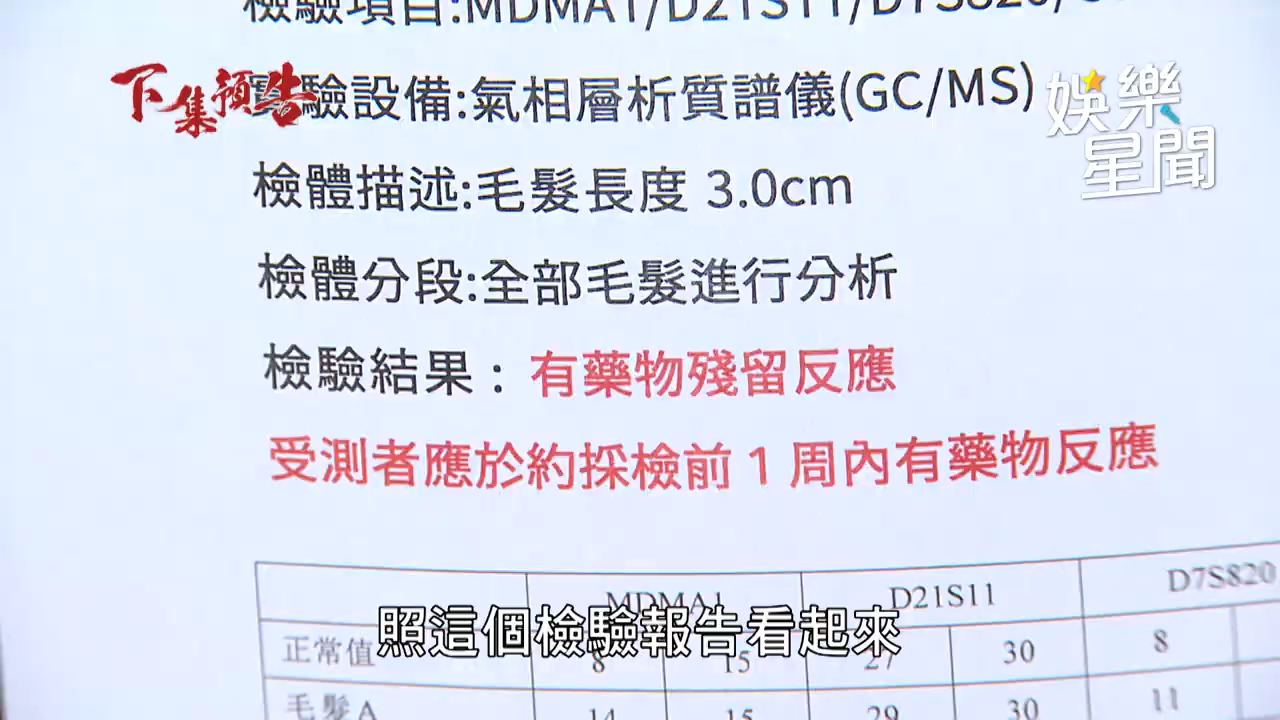 檢驗項目:MDMA1/D21S11/D7S820/
下集預告
驗設備:氣相層析質譜儀(GC/MS)
娛樂
星聞
檢體描述:毛髮長度 3.0cm
檢體分段:全部毛髮進行分析
檢驗結果: 有藥物殘留反應
受測者應於約採檢前 1 周內有藥物反應
MDMA1 D21S11 D7S820
正常值 8 15 27 30 8
照這個檢驗報告看起來
毛髮A 14 15 29 30 11